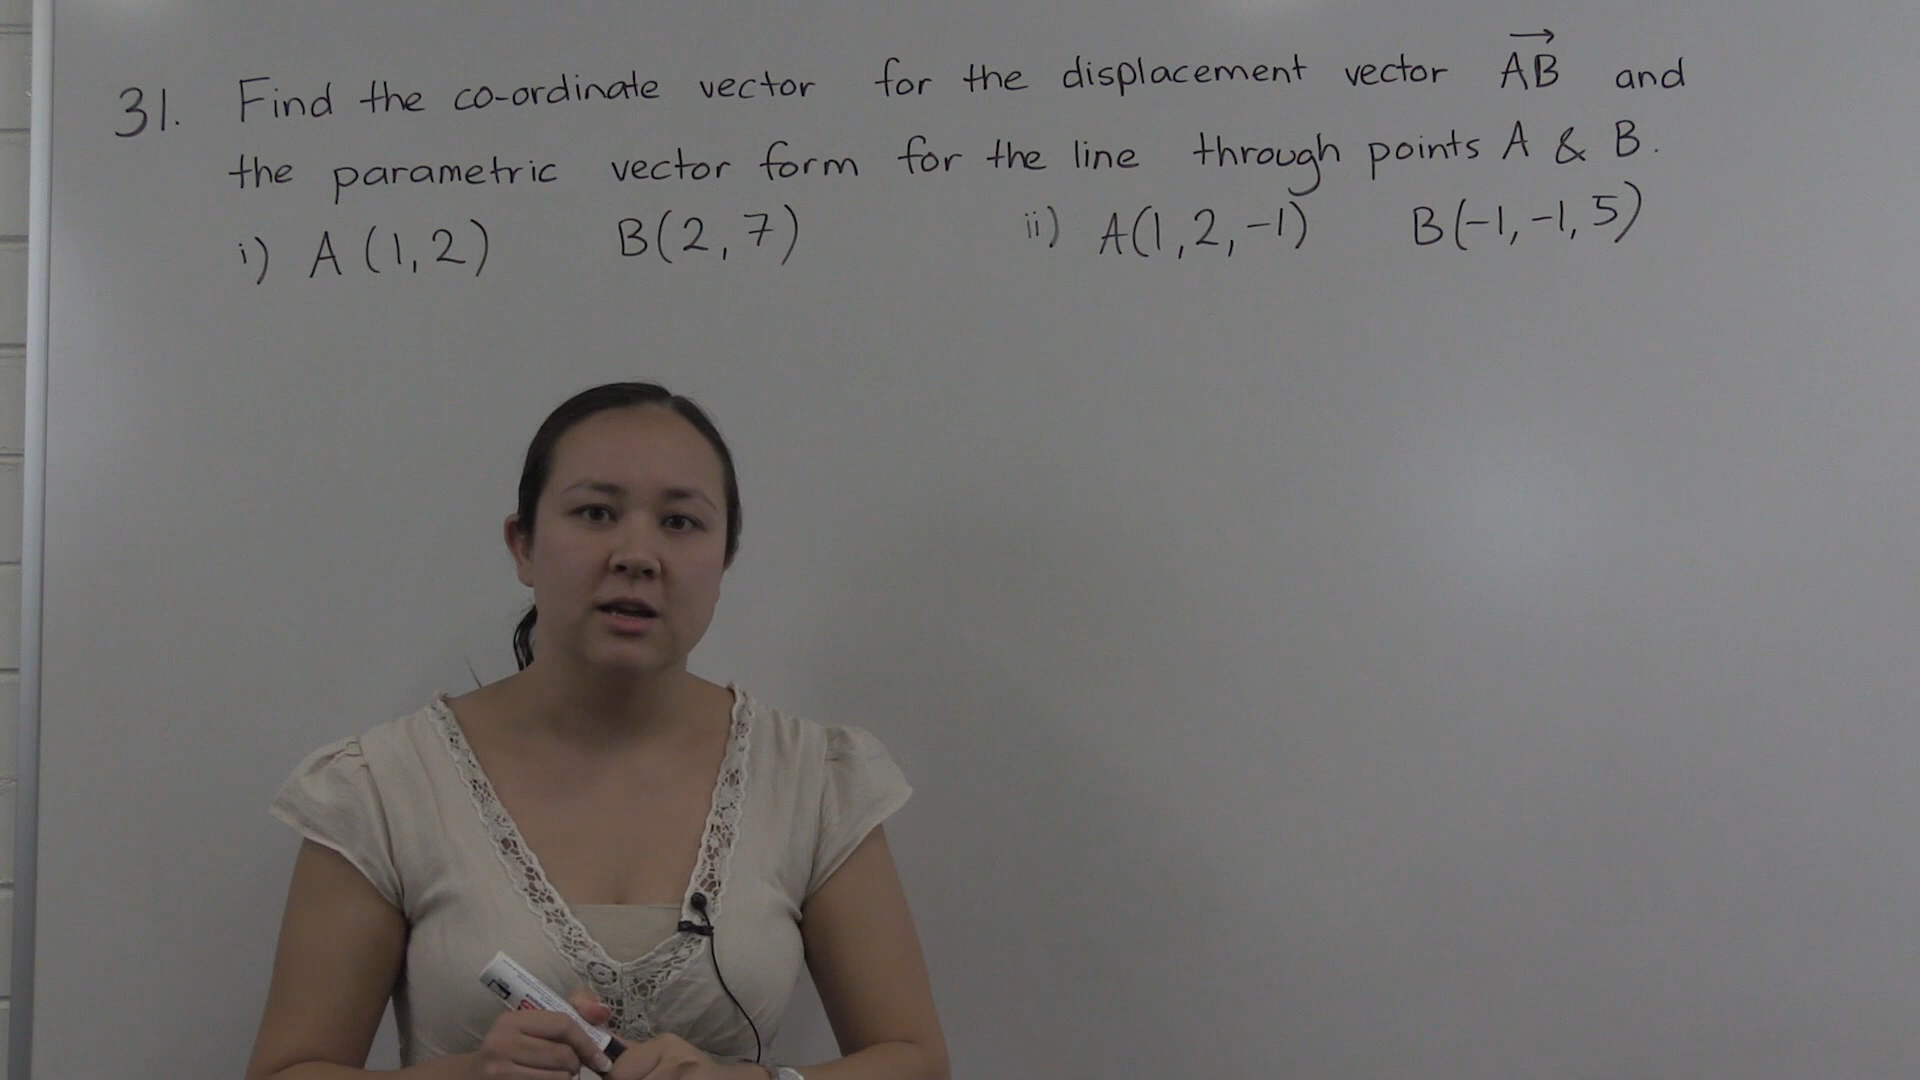 31. Find the co-ordinate vector for the displacement vector \overrightarrow{AB} and
the parametric vector form for the line through points A & B.
i) A(1,2) B(2,7) ii) A(1,2,-1) B(-1,-1,5)